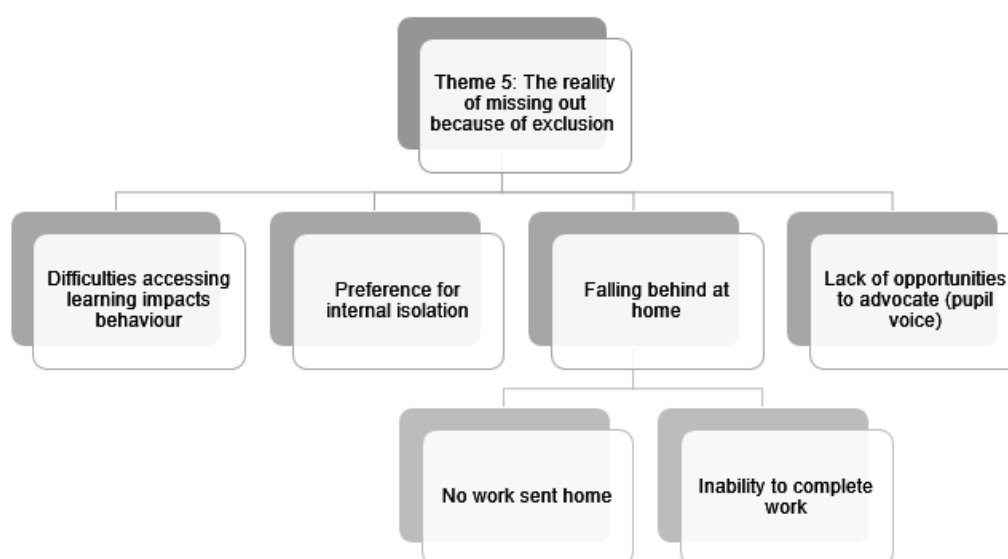 Theme 5: The reality
of missing out
because of exclusion
Difficulties accessing
learning impacts
behaviour
Preference for
internal isolation
Falling behind at
home
Lack of opportunities
to advocate (pupil
voice)
No work sent home
Inability to complete
work